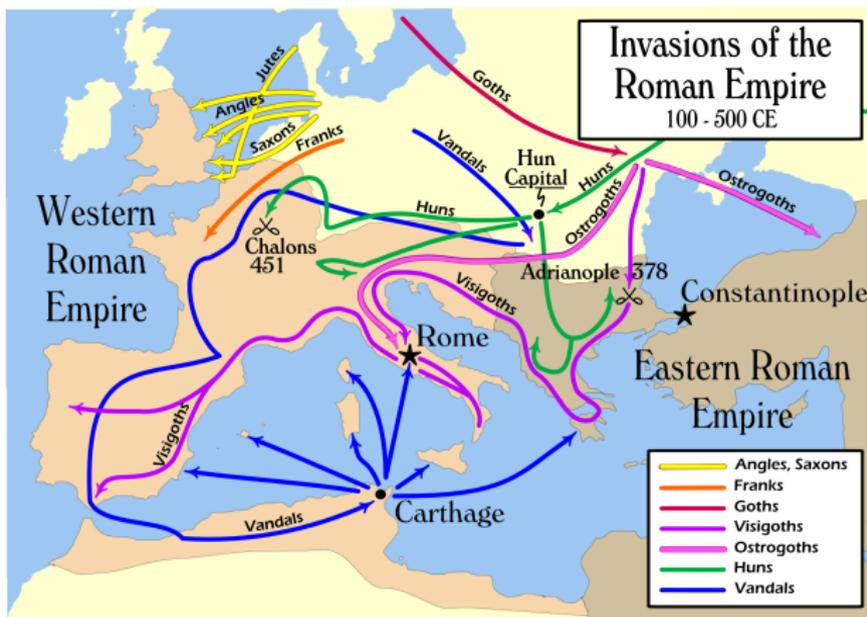 Invasions of the
Roman Empire
100 - 500 CE
Jutes
Angles
Saxons
Franks
Goths
Vandals
Hun
Capital
Huns
Ostrogoths
Ostrogoths
Huns
Western
Roman
Empire
Chalons
451
Adrianople 378
Visigoths
Constantinople
Rome
Eastern Roman
Empire
Visigoths
Vandals
Carthage
Angles, Saxons
Franks
Goths
Visigoths
Ostrogoths
Huns
Vandals